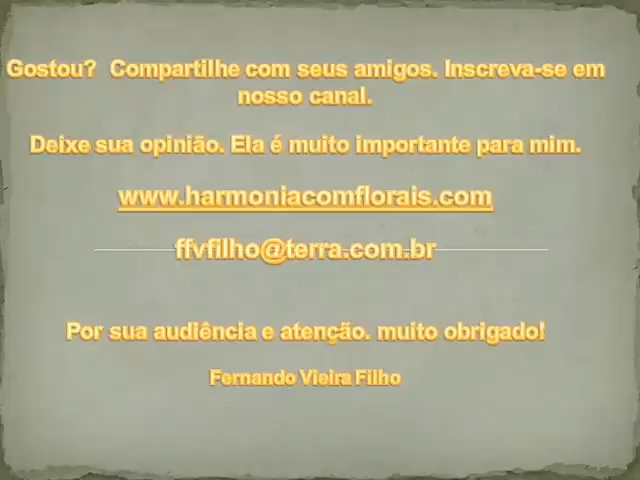 Gostou?  Compartilhe com seus amigos. Inscreva-se em
nosso canal.
Deixe sua opinião. Ela é muito importante para mim.
www.harmoniacomflorais.com
ffvfilho@terra.com.br
Por sua audiência e atenção. muito obrigado!
Fernando Vieira Filho